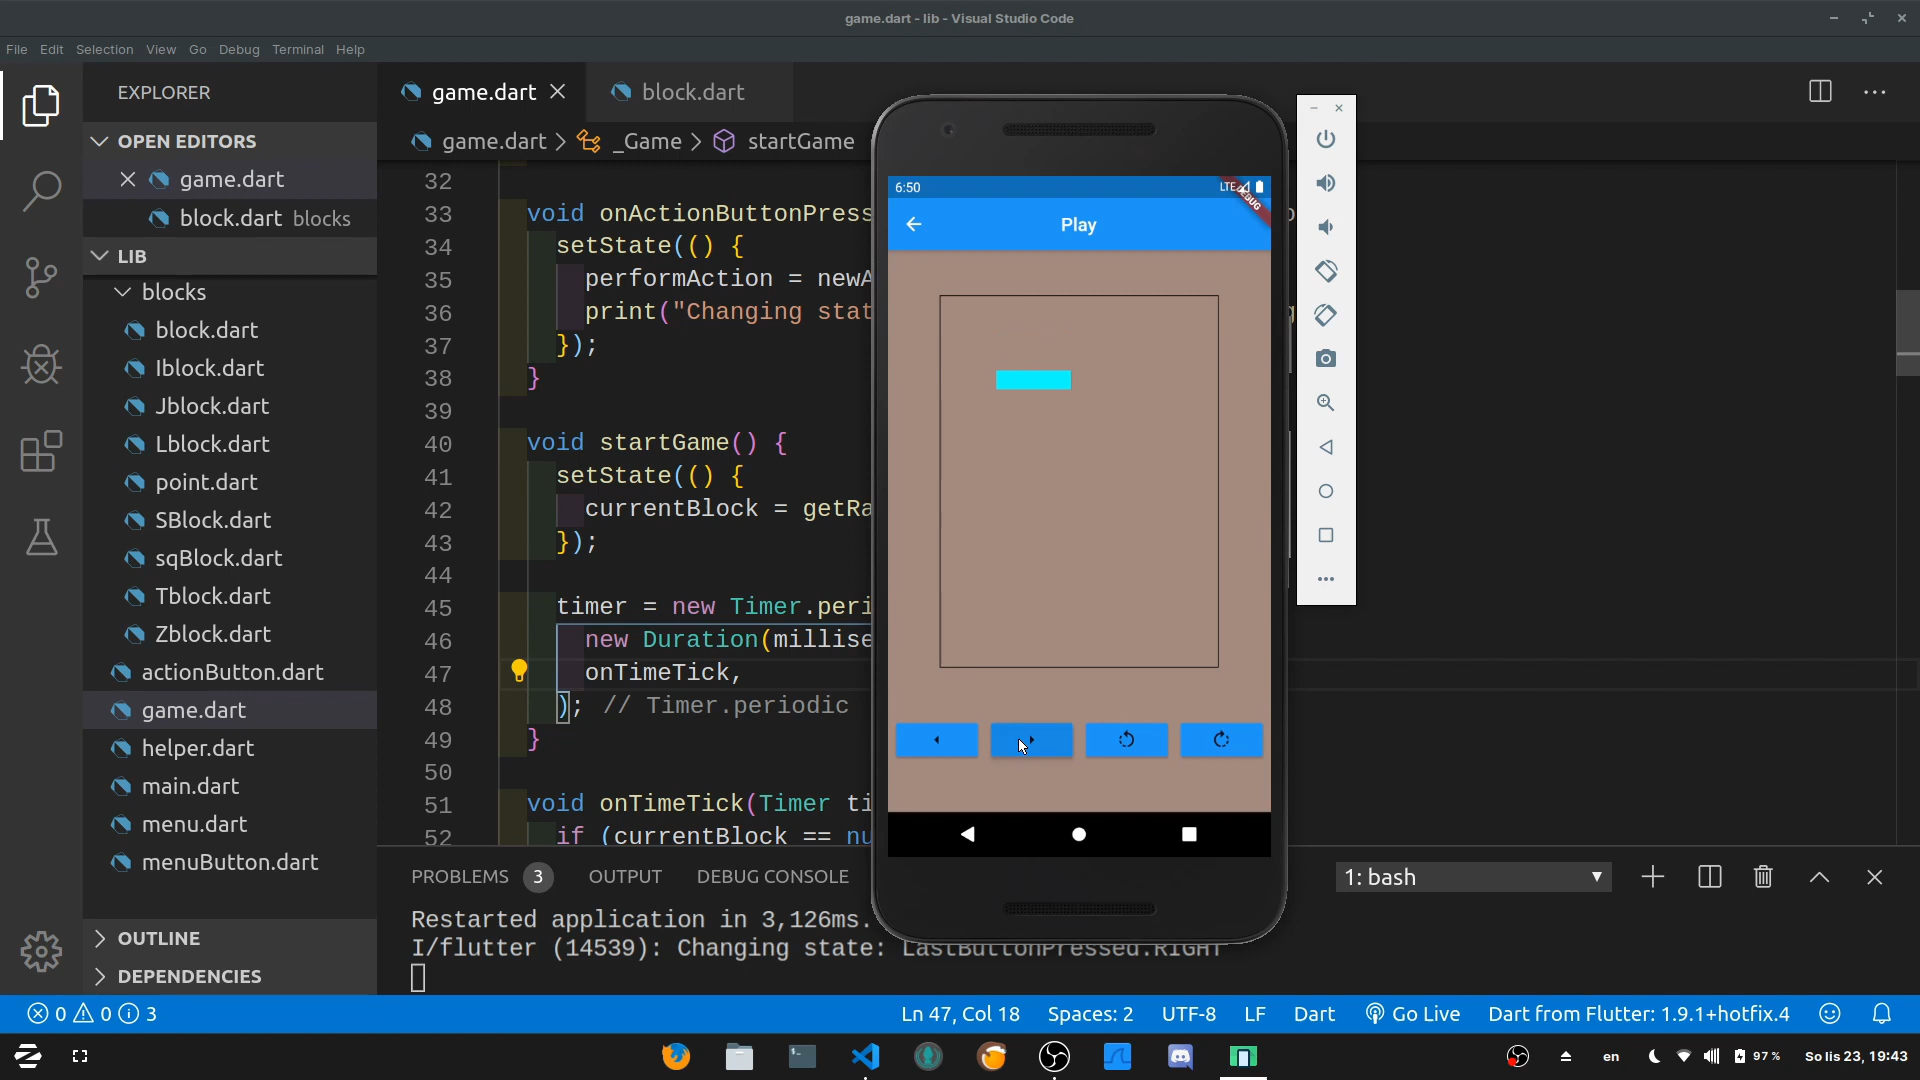 game.dart - lib - Visual Studio Code
File Edit Selection View Go Debug Terminal Help
EXPLORER
OPEN EDITORS
game.dart
block.dart blocks
LIB
blocks
block.dart
Iblock.dart
Jblock.dart
Lblock.dart
point.dart
SBlock.dart
sqBlock.dart
Tblock.dart
Zblock.dart
actionButton.dart
game.dart
helper.dart
main.dart
menu.dart
menuButton.dart
OUTLINE
DEPENDENCIES
game.dart block.dart
game.dart > _Game > startGame
32
33 void onActionButtonPress
34 setState(() {
35 performAction = newA
36 print("Changing stat
37 });
38 }
39
40 void startGame() {
41 setState(() {
42 currentBlock = getRa
43 });
44
45 timer = new Timer.peri
46 new Duration(millise
47 onTimeTick,
48 ); // Timer.periodic
49 }
50
51 void onTimeTick(Timer ti
52 if (currentBlock == nu
6:50 LTE
DEBUG
Play
PROBLEMS 3 OUTPUT DEBUG CONSOLE
1: bash
Restarted application in 3,126ms.
I/flutter (14539): Changing state: LastButtonPressed.RIGHT
0 0 3
Ln 47, Col 18 Spaces: 2 UTF-8 LF Dart Go Live Dart from Flutter: 1.9.1+hotfix.4
en 97 % So lis 23, 19:43